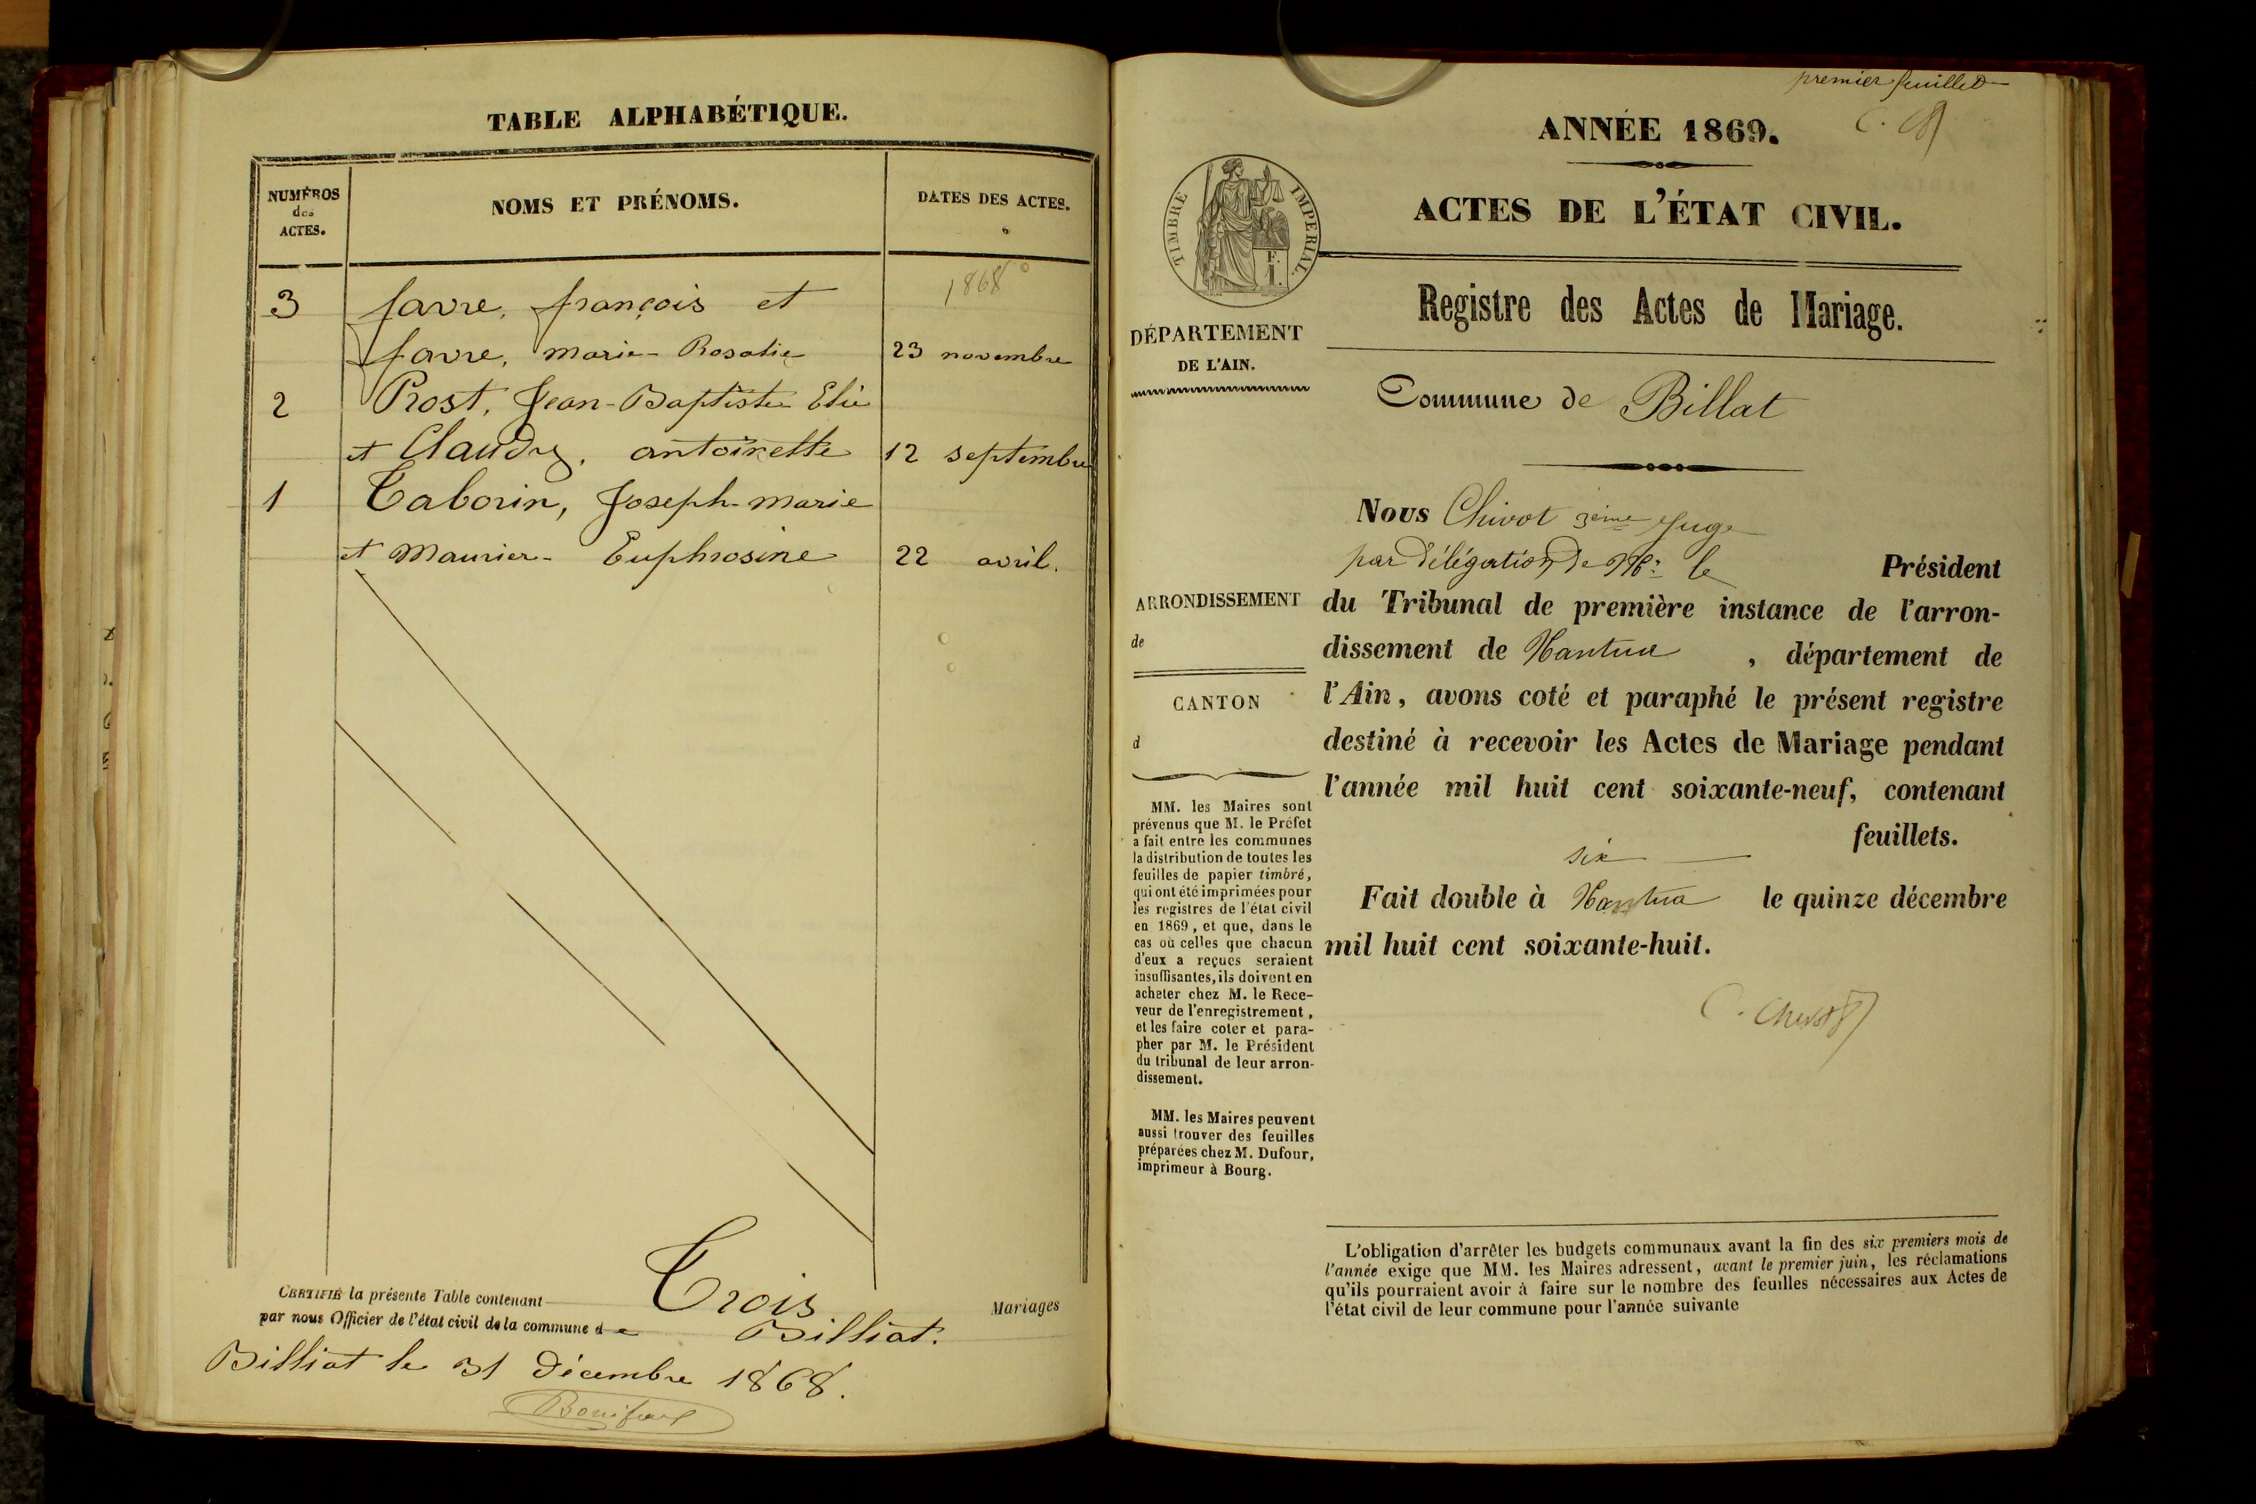 TABLE ALPHABÉTIQUE.
NUMÉROS
des
ACTES.
NOMS ET PRÉNOMS.
DATES DES ACTES.
1868
3 favre, françois et
favre, marie-Rosalie 23 novembre
2 Prost, Jean-Baptiste Elie
et Claudy, antoinette 12 septembre
1 Taborin, Joseph-marie
et Maurier Euphrosine 22 avril.
CERTIFIÉ la présente Table contenant Trois Mariages
par nous Officier de l'état civil de la commune de Billiat.
Billiat le 31 décembre 1868.
premier feuillet
ANNÉE 1869.
ACTES DE L'ÉTAT CIVIL.
TIMBRE IMPERIAL.
Registre des Actes de Mariage.
DÉPARTEMENT
DE L'AIN.
Commune de Billat
ARRONDISSEMENT
de
CANTON
d
MM. les Maires sont
prévenus que M. le Préfet
a fait entre les communes
la distribution de toutes les
feuilles de papier timbré,
qui ont été imprimées pour
les registres de l'état civil
en 1869, et que, dans le
cas où celles que chacun
d'eux a reçues seraient
insuffisantes, ils doivent en
acheter chez M. le Rece-
veur de l'enregistrement,
et les faire coter et para-
pher par M. le Président
du tribunal de leur arron-
dissement.
MM. les Maires peuvent
aussi trouver des feuilles
préparées chez M. Dufour,
imprimeur à Bourg.
Nous Chivot 3ème Juge
par délégation de Mr le Président
du Tribunal de première instance de l'arron-
dissement de Nantua, département de
l'Ain, avons coté et paraphé le présent registre
destiné à recevoir les Actes de Mariage pendant
l'année mil huit cent soixante-neuf, contenant
six feuillets.
Fait double à Nantua le quinze décembre
mil huit cent soixante-huit.
C. Chivot
L'obligation d'arrêter les budgets communaux avant la fin des six premiers mois de
l'année exige que MM. les Maires adressent, avant le premier juin, les réclamations
qu'ils pourraient avoir à faire sur le nombre des feuilles nécessaires aux Actes de
l'état civil de leur commune pour l'année suivante